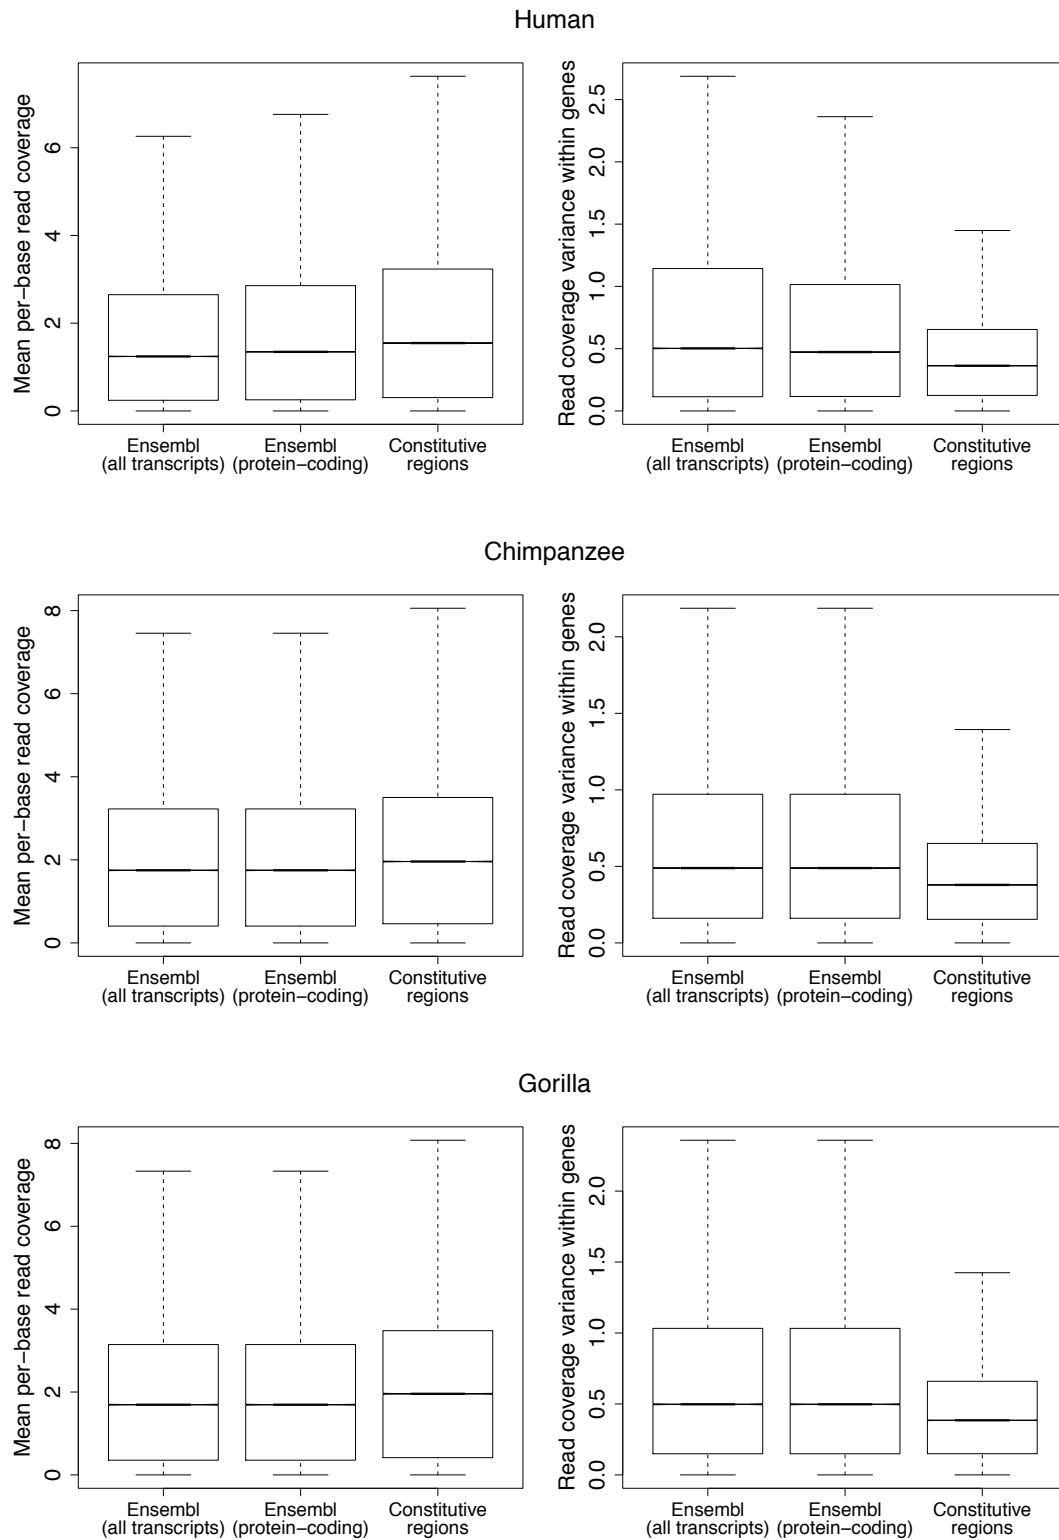 Human
Mean per−base read coverage
0
2
4
6
Ensembl
(all transcripts)
Ensembl
(protein−coding)
Constitutive
regions
Read coverage variance within genes
0.0
0.5
1.0
1.5
2.0
2.5
Ensembl
(all transcripts)
Ensembl
(protein−coding)
Constitutive
regions
Chimpanzee
Mean per−base read coverage
0
2
4
6
8
Ensembl
(all transcripts)
Ensembl
(protein−coding)
Constitutive
regions
Read coverage variance within genes
0.0
0.5
1.0
1.5
2.0
Ensembl
(all transcripts)
Ensembl
(protein−coding)
Constitutive
regions
Gorilla
Mean per−base read coverage
0
2
4
6
8
Ensembl
(all transcripts)
Ensembl
(protein−coding)
Constitutive
regions
Read coverage variance within genes
0.0
0.5
1.0
1.5
2.0
Ensembl
(all transcripts)
Ensembl
(protein−coding)
Constitutive
regions